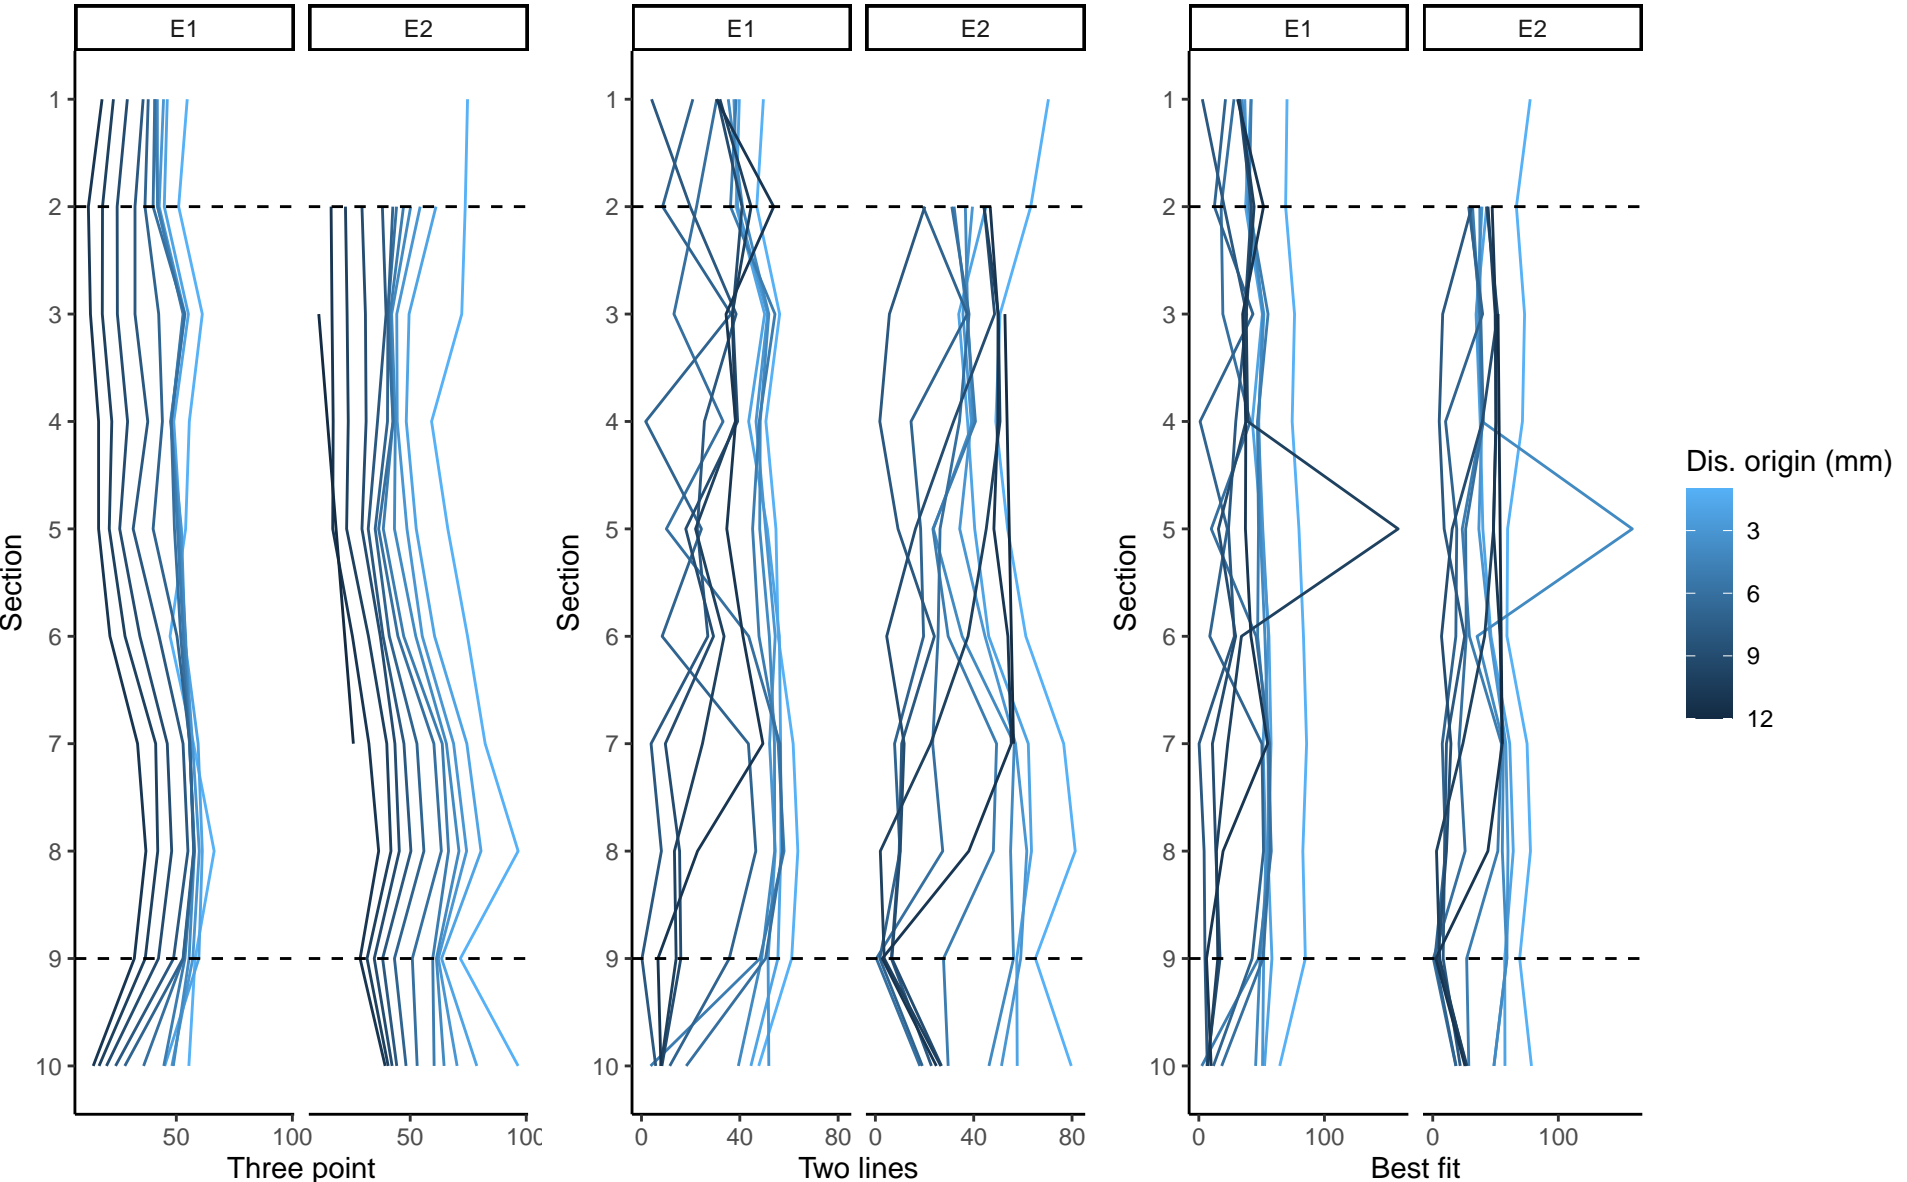 E1 E2 E1 E2 E1 E2
1 1 1
2 2 2
3 3 3
4 4 4
Dis. origin (mm)
5 5 5
3
6
9
12
6 6 6
7 7 7
8 8 8
9 9 9
10 10 10
Section Section Section
50 100 50 100 0 40 80 0 40 80 0 100 0 100
Three point Two lines Best fit